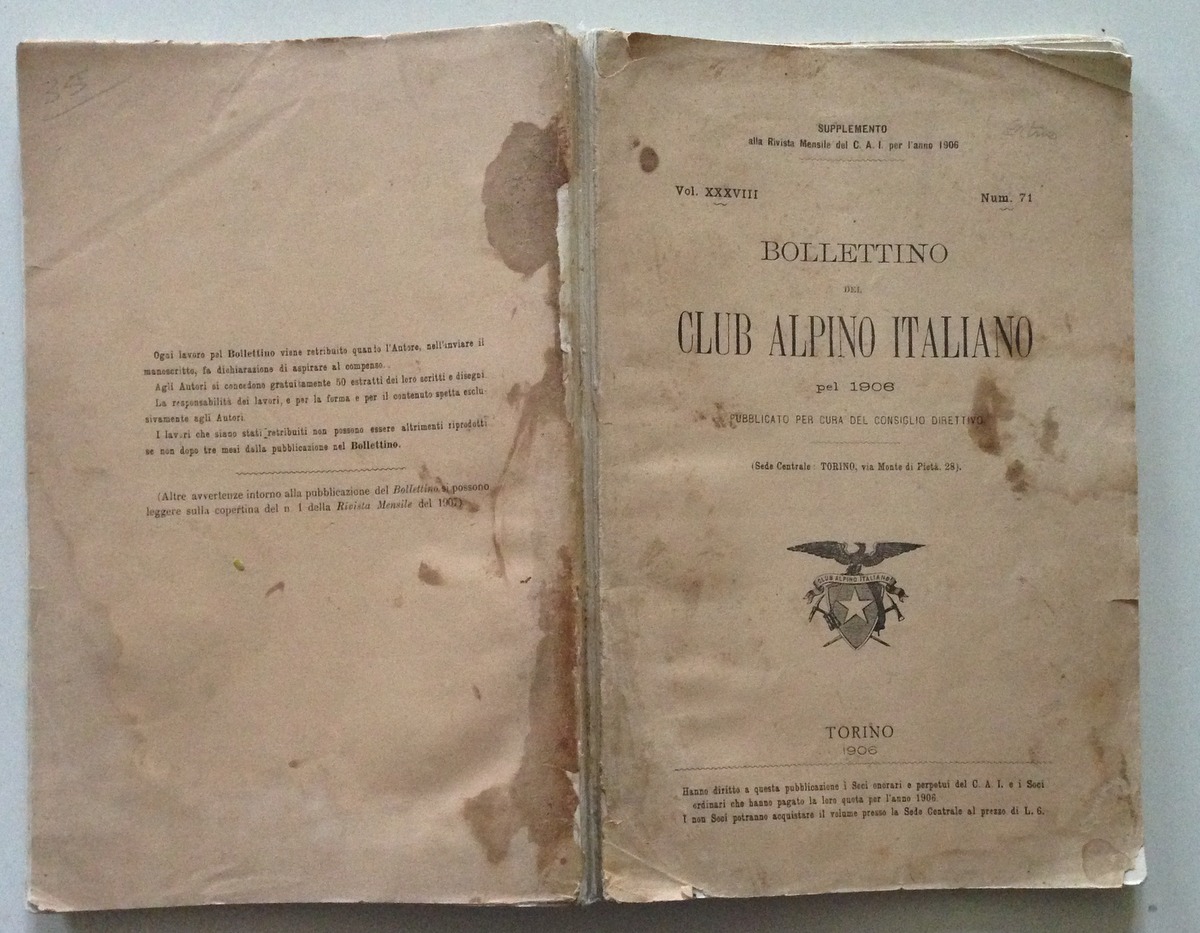 35
Ogni lavoro pel Bollettino viene retribuito quando l'Autore, nell'inviare il
manoscritto, fa dichiarazione di aspirare al compenso.
Agli Autori si concedono gratuitamente 50 estratti dei loro scritti e disegni.
La responsabilità dei lavori, e per la forma e per il contenuto spetta esclu-
sivamente agli Autori.
I lavori che siano stati retribuiti non possono essere altrimenti riprodotti
se non dopo tre mesi dalla pubblicazione nel Bollettino.
(Altre avvertenze intorno alla pubblicazione del Bollettino si possono
leggere sulla copertina del n. 1 della Rivista Mensile del 1907)
SUPPLEMENTO
alla Rivista Mensile del C. A. I. per l'anno 1906
Vol. XXXVIII Num. 71
BOLLETTINO
DEL
CLUB ALPINO ITALIANO
pel 1906
PUBBLICATO PER CURA DEL CONSIGLIO DIRETTIVO
(Sede Centrale: TORINO, via Monte di Pietà, 28).
CLUB ALPINO ITALIANO
TORINO
1906
Hanno diritto a questa pubblicazione i Soci onorari e perpetui del C. A. I. e i Soci
ordinari che hanno pagato la loro quota per l'anno 1906.
I non Soci potranno acquistare il volume presso la Sede Centrale al prezzo di L. 6.